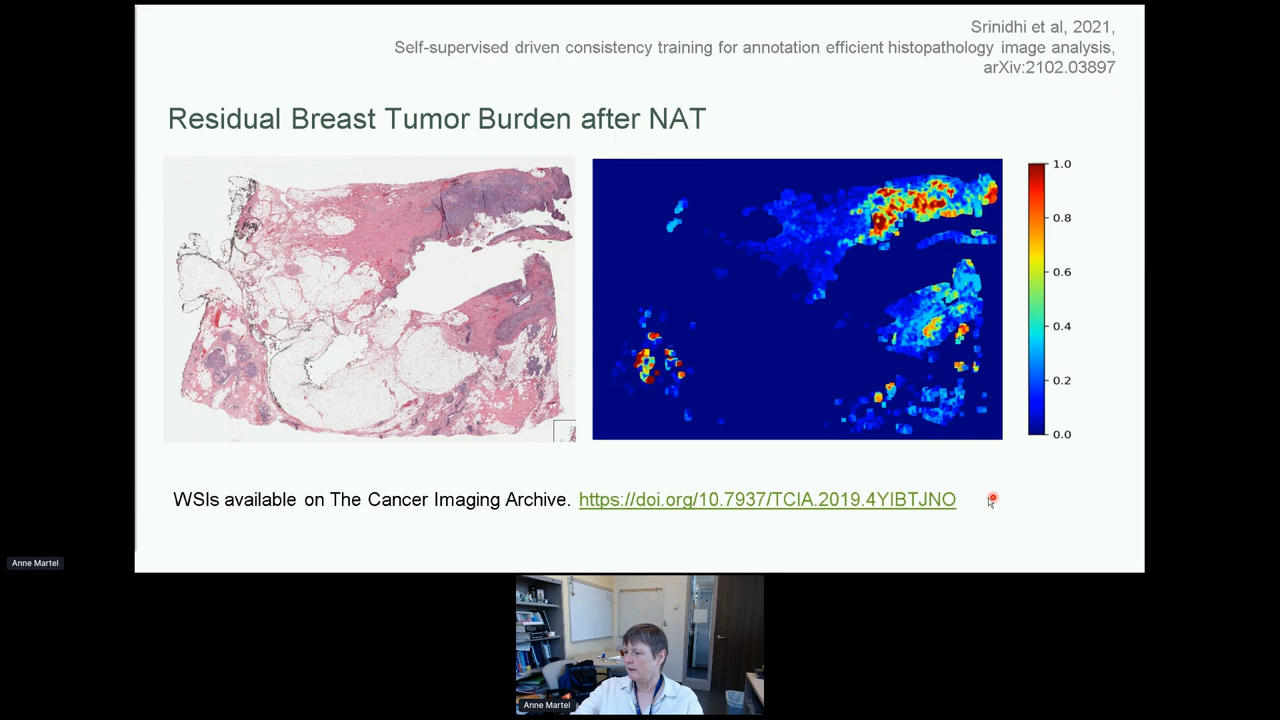 Srinidhi et al, 2021,
Self-supervised driven consistency training for annotation efficient histopathology image analysis,
arXiv:2102.03897
Residual Breast Tumor Burden after NAT
1.0
0.8
0.6
0.4
0.2
0.0
WSIs available on The Cancer Imaging Archive. https://doi.org/10.7937/TCIA.2019.4YIBTJNO
Anne Martel
Anne Martel